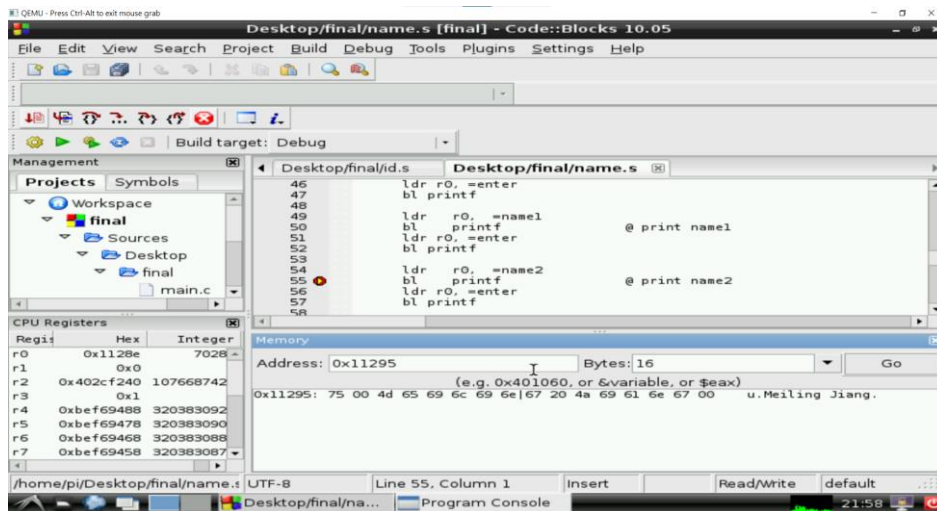 QEMU - Press Ctrl-Alt to exit mouse grab
Desktop/final/name.s [final] - Code::Blocks 10.05
File Edit View Search Project Build Debug Tools Plugins Settings Help
Build target: Debug
Management
Projects Symbols
Workspace
final
Sources
Desktop
final
main.c
Desktop/final/id.s Desktop/final/name.s
46 ldr r0, =enter
47 bl printf
48
49 ldr r0, =name1
50 bl printf @ print name1
51 ldr r0, =enter
52 bl printf
53
54 ldr r0, =name2
55 bl printf @ print name2
56 ldr r0, =enter
57 bl printf
58
CPU Registers
Regis Hex Integer
r0 0x1128e 7028
r1 0x0
r2 0x402cf240 107668742
r3 0x1
r4 0xbef69488 320383092
r5 0xbef69478 320383090
r6 0xbef69468 320383088
r7 0xbef69458 320383087
Memory
Address: 0x11295 Bytes: 16 Go
(e.g. 0x401060, or &variable, or $eax)
0x11295: 75 00 4d 65 69 6c 69 6e|67 20 4a 69 61 6e 67 00 u.Meiling Jiang.
/home/pi/Desktop/final/name.s UTF-8 Line 55, Column 1 Insert Read/Write default
Desktop/final/na... Program Console 21:58